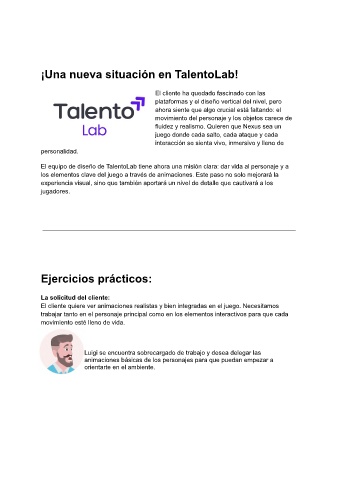 ¡Una nueva situación en TalentoLab!
Talento
Lab
El cliente ha quedado fascinado con las
plataformas y el diseño vertical del nivel, pero
ahora siente que algo crucial está faltando: el
movimiento del personaje y los objetos carece de
fluidez y realismo. Quieren que Nexus sea un
juego donde cada salto, cada ataque y cada
interacción se sienta vivo, inmersivo y lleno de
personalidad.
El equipo de diseño de TalentoLab tiene ahora una misión clara: dar vida al personaje y a
los elementos clave del juego a través de animaciones. Este paso no solo mejorará la
experiencia visual, sino que también aportará un nivel de detalle que cautivará a los
jugadores.
Ejercicios prácticos:
La solicitud del cliente:
El cliente quiere ver animaciones realistas y bien integradas en el juego. Necesitamos
trabajar tanto en el personaje principal como en los elementos interactivos para que cada
movimiento esté lleno de vida.
Luigi se encuentra sobrecargado de trabajo y desea delegar las
animaciones básicas de los personajes para que puedan empezar a
orientarte en el ambiente.